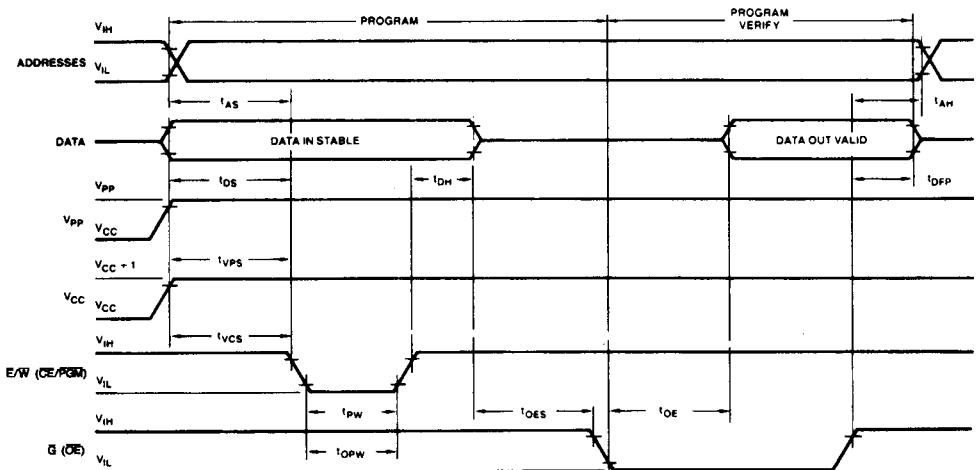 PROGRAM
PROGRAM VERIFY
VIH
ADDRESSES
VIL
tAS
tAH
DATA
DATA IN STABLE
DATA OUT VALID
tDS
tDH
tDFP
VPP
VPP
VCC
tVPS
VCC + 1
VCC
VCC
tVCS
VIH
E/W (CE/PGM)
VIL
tPW
tOES
tOE
VIH
tOPW
G (OE)
VIL